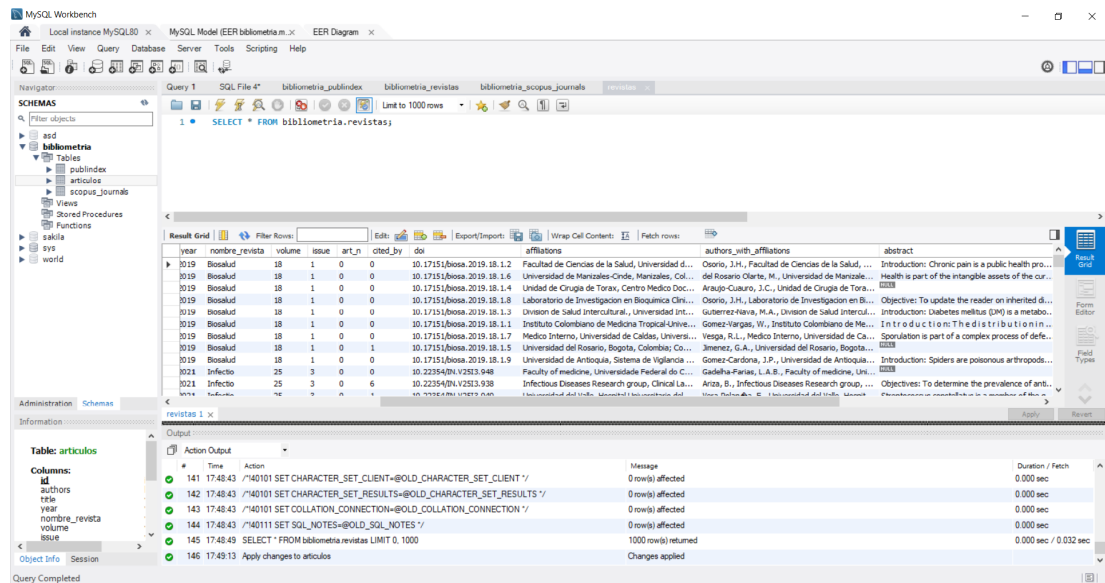 MySQL Workbench
Local instance MySQL80 × MySQL Model (EER bibliometria.m..× EER Diagram ×
File Edit View Query Database Server Tools Scripting Help
Navigator
SCHEMAS
Filter objects
asd
bibliometria
Tables
publindex
articulos
scopus_journals
Views
Stored Procedures
Functions
sakila
sys
world
Administration Schemas
Information
Table: articulos
Columns:
id
authors
title
year
nombre_revista
volume
issue
Object Info Session
Query Completed
Query 1 SQL File 4* bibliometria_publindex bibliometria_revistas bibliometria_scopus_journals revistas ×
Limit to 1000 rows
1 SELECT * FROM bibliometria.revistas;
Result Grid Filter Rows: Edit: Export/Import: Wrap Cell Content: Fetch rows:
year nombre_revista volume issue art_n cited_by doi affiliations authors_with_affiliations abstract
2019 Biosalud 18 1 0 0 10.17151/biosa.2019.18.1.2 Facultad de Ciencias de la Salud, Universidad d... Osorio, J.H., Facultad de Ciencias de la Salud, ... Introduction: Chronic pain is a public health pro...
2019 Biosalud 18 1 0 0 10.17151/biosa.2019.18.1.6 Universidad de Manizales-Cinde, Manizales, Col... del Rosario Olarte, M., Universidad de Manizale... Health is part of the intangible assets of the cur...
2019 Biosalud 18 1 0 0 10.17151/biosa.2019.18.1.4 Unidad de Cirugia de Torax, Centro Medico Doc... Araujo-Cuauro, J.C., Unidad de Cirugia de Tora... NULL
2019 Biosalud 18 1 0 0 10.17151/biosa.2019.18.1.8 Laboratorio de Investigacion en Bioquimica Clini... Osorio, J.H., Laboratorio de Investigacion en Bi... Objective: To update the reader on inherited di...
2019 Biosalud 18 1 0 0 10.17151/biosa.2019.18.1.3 Division de Salud Intercultural., Universidad Int... Gutierrez-Nava, M.A., Division de Salud Intercul... Introduction: Diabetes mellitus (DM) is a metabo...
2019 Biosalud 18 1 0 0 10.17151/biosa.2019.18.1.1 Instituto Colombiano de Medicina Tropical-Unive... Gomez-Vargas, W., Instituto Colombiano de Me... I n t r o d u c t i o n : T h e d i s t r i b u t i o n i n ...
2019 Biosalud 18 1 0 0 10.17151/biosa.2019.18.1.7 Medico Interno, Universidad de Caldas, Universi... Vesga, R.L., Medico Interno, Universidad de Ca... Sporulation is part of a complex process of defe...
2019 Biosalud 18 1 0 1 10.17151/biosa.2019.18.1.5 Universidad del Rosario, Bogota, Colombia; Co... Jimenez, G.A., Universidad del Rosario, Bogota... NULL
2019 Biosalud 18 1 0 0 10.17151/biosa.2019.18.1.9 Universidad de Antioquia, Sistema de Vigilancia ... Gomez-Cardona, J.P., Universidad de Antioquia... Introduction: Spiders are poisonous arthropods...
2021 Infectio 25 3 0 0 10.22354/IN.V25I3.948 Faculty of medicine, Universidade Federal do C... Gadelha-Farias, L.A.B., Faculty of medicine, Uni... NULL
2021 Infectio 25 3 0 6 10.22354/IN.V25I3.938 Infectious Diseases Research group, Clinical La... Ariza, B., Infectious Diseases Research group, ... Objectives: To determine the prevalence of anti...
Result Grid
Form Editor
Field Types
revistas 1 × Apply Revert
Output
Action Output
# Time Action Message Duration / Fetch
141 17:48:43 /*!40101 SET CHARACTER_SET_CLIENT=@OLD_CHARACTER_SET_CLIENT */ 0 row(s) affected 0.000 sec
142 17:48:43 /*!40101 SET CHARACTER_SET_RESULTS=@OLD_CHARACTER_SET_RESULTS */ 0 row(s) affected 0.000 sec
143 17:48:43 /*!40101 SET COLLATION_CONNECTION=@OLD_COLLATION_CONNECTION */ 0 row(s) affected 0.000 sec
144 17:48:43 /*!40111 SET SQL_NOTES=@OLD_SQL_NOTES */ 0 row(s) affected 0.000 sec
145 17:48:49 SELECT * FROM bibliometria.revistas LIMIT 0, 1000 1000 row(s) returned 0.000 sec / 0.032 sec
146 17:49:13 Apply changes to articulos Changes applied